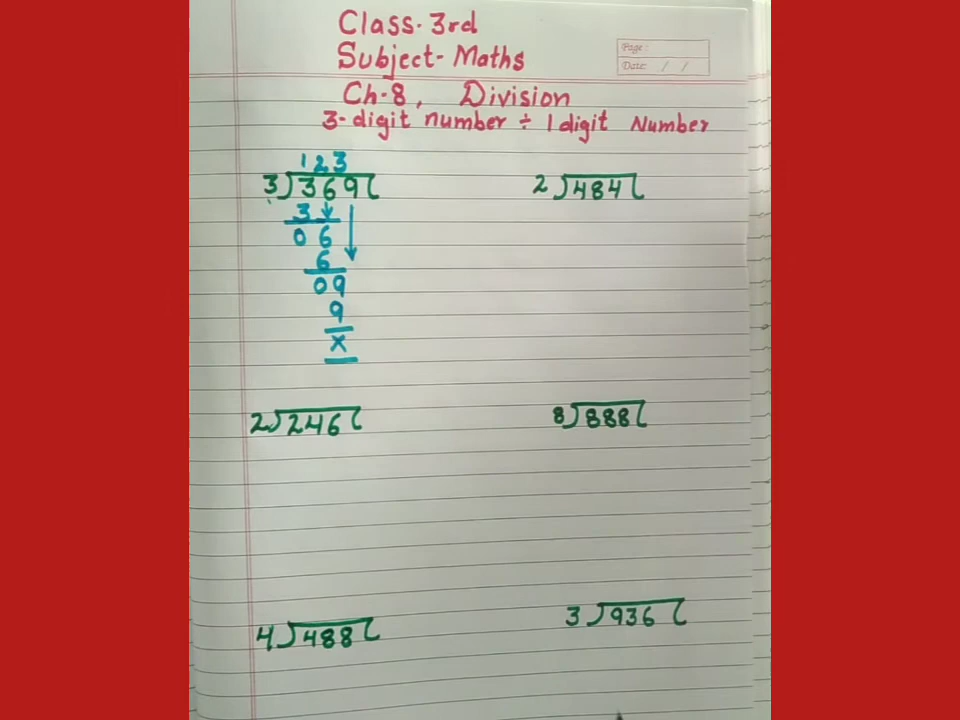 Class-3rd
Subject-Maths
Page:
Date: / /
Ch-8, Division
3-digit number ÷ 1 digit Number
123
3)369(
3
06
6
09
9
x
2)484(
2)246(
8)888(
4)488(
3)936(